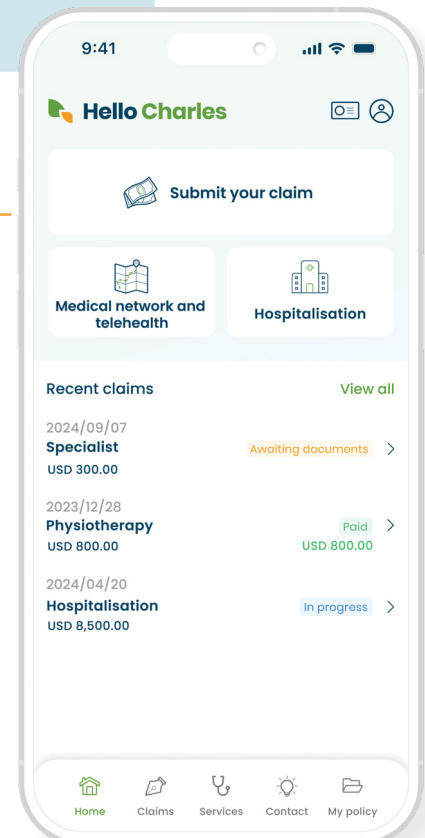 9:41
Hello Charles
Submit your claim
Medical network and
telehealth
Hospitalisation
Recent claims
View all
2024/09/07
Specialist
Awaiting documents
USD 300.00
2023/12/28
Physiotherapy
Paid
USD 800.00
USD 800.00
2024/04/20
Hospitalisation
In progress
USD 8,500.00
Home
Claims
Services
Contact
My policy